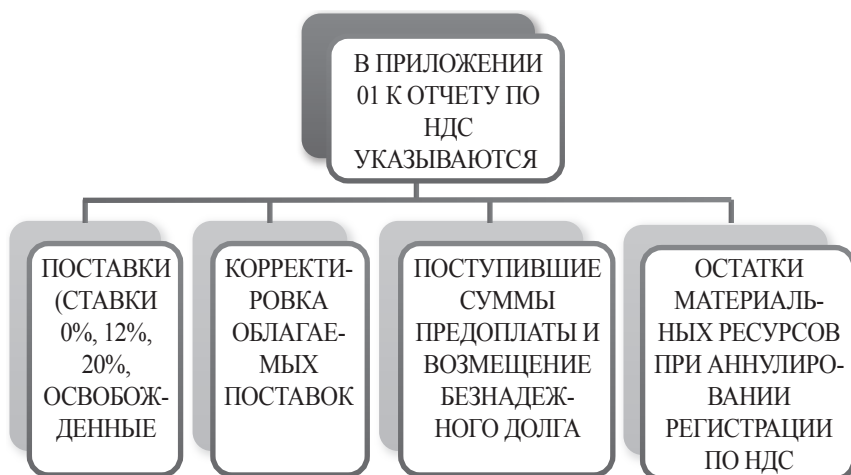 В ПРИЛОЖЕНИИ
01 К ОТЧЕТУ ПО
НДС
УКАЗЫВАЮТСЯ
ПОСТАВКИ
(СТАВКИ
0%, 12%,
20%,
ОСВОБОЖ-
ДЕННЫЕ
КОРРЕКТИ-
РОВКА
ОБЛАГАЕ-
МЫХ
ПОСТАВОК
ПОСТУПИВШИЕ
СУММЫ
ПРЕДОПЛАТЫ И
ВОЗМЕЩЕНИЕ
БЕЗНАДЕЖ-
НОГО ДОЛГА
ОСТАТКИ
МАТЕРИАЛЬ-
НЫХ РЕСУРСОВ
ПРИ АННУЛИРО-
ВАНИИ
РЕГИСТРАЦИИ
ПО НДС